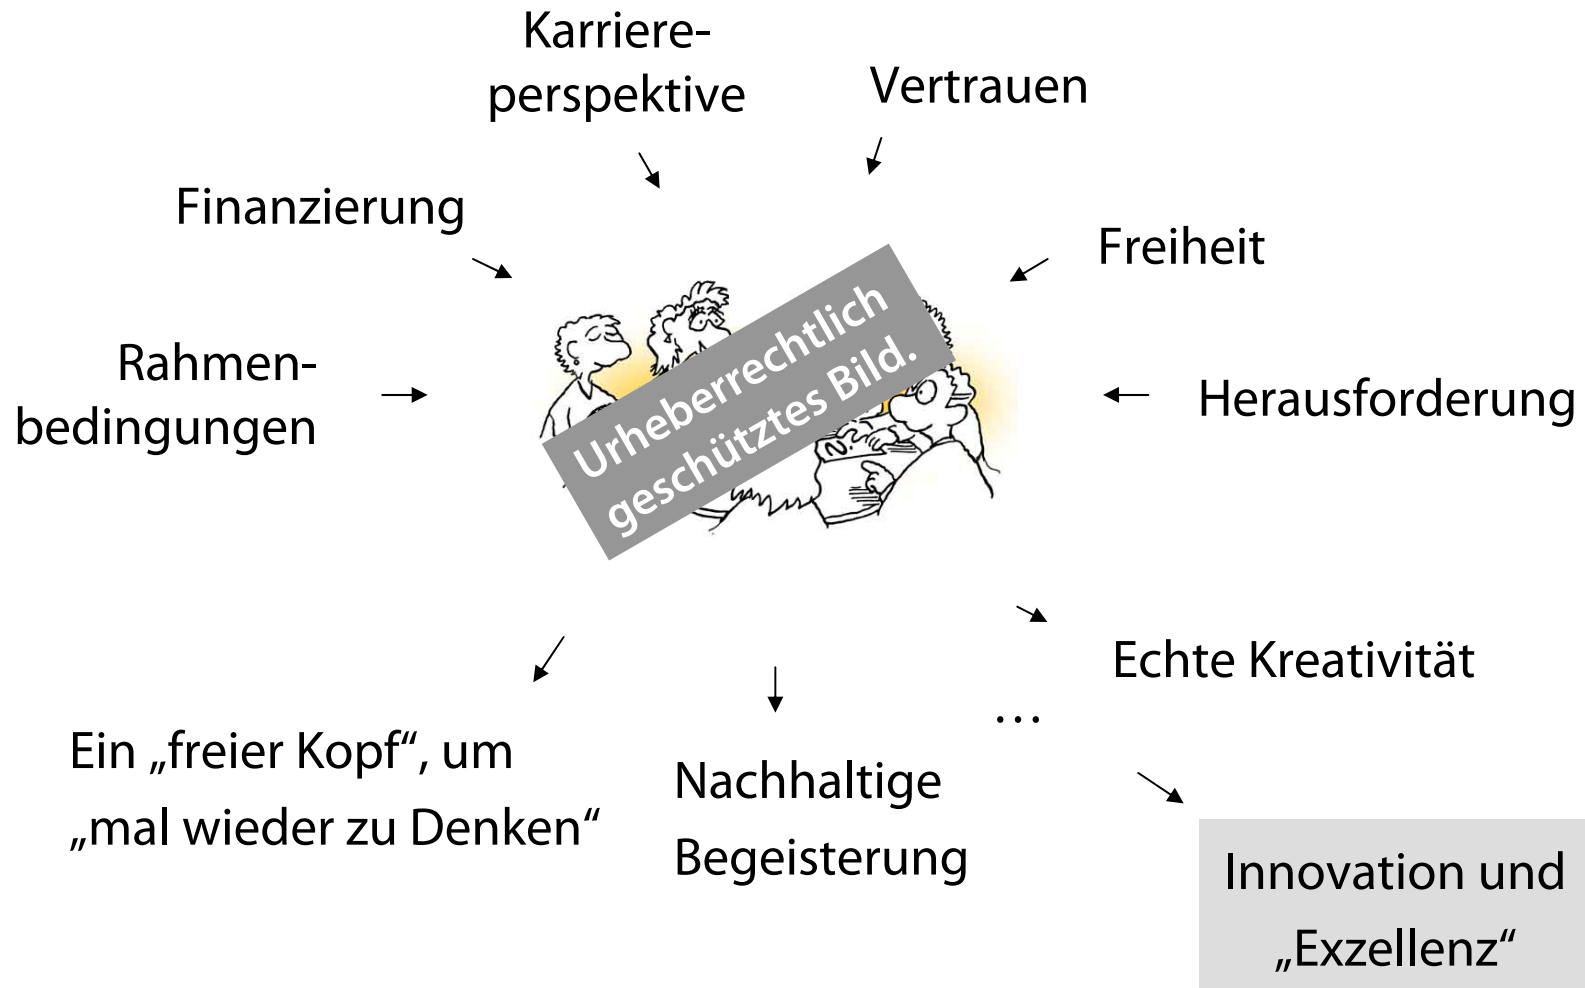 Karriere-
perspektive
Vertrauen
Finanzierung
Freiheit
Rahmen-
bedingungen
Urheberrechtlich
geschütztes Bild.
Herausforderung
Echte Kreativität
…
Ein „freier Kopf“, um
„mal wieder zu Denken“
Nachhaltige
Begeisterung
Innovation und
„Exzellenz“